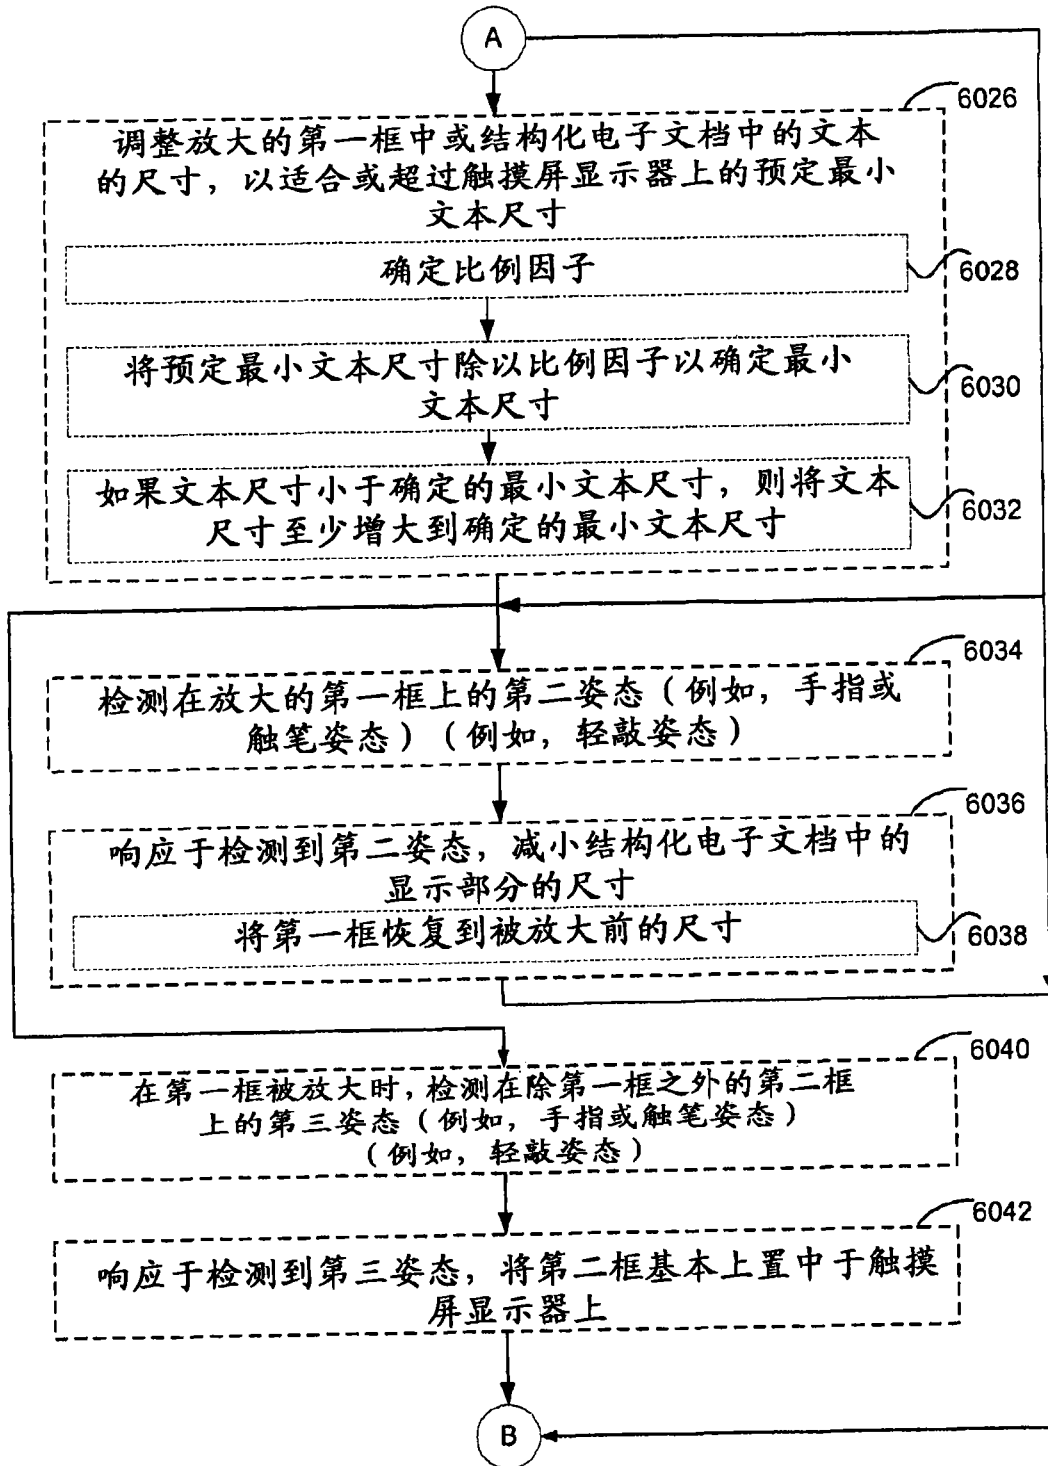 A
6026
调整放大的第一框中或结构化电子文档中的文本
的尺寸，以适合或超过触摸屏显示器上的预定最小
文本尺寸
确定比例因子
6028
将预定最小文本尺寸除以比例因子以确定最小
文本尺寸
6030
如果文本尺寸小于确定的最小文本尺寸，则将文本
尺寸至少增大到确定的最小文本尺寸
6032
6034
检测在放大的第一框上的第二姿态（例如，手指或
触笔姿态）（例如，轻敲姿态）
6036
响应于检测到第二姿态，减小结构化电子文档中的
显示部分的尺寸
将第一框恢复到被放大前的尺寸
6038
6040
在第一框被放大时，检测在除第一框之外的第二框
上的第三姿态（例如，手指或触笔姿态）
（例如，轻敲姿态）
6042
响应于检测到第三姿态，将第二框基本上置中于触摸
屏显示器上
B